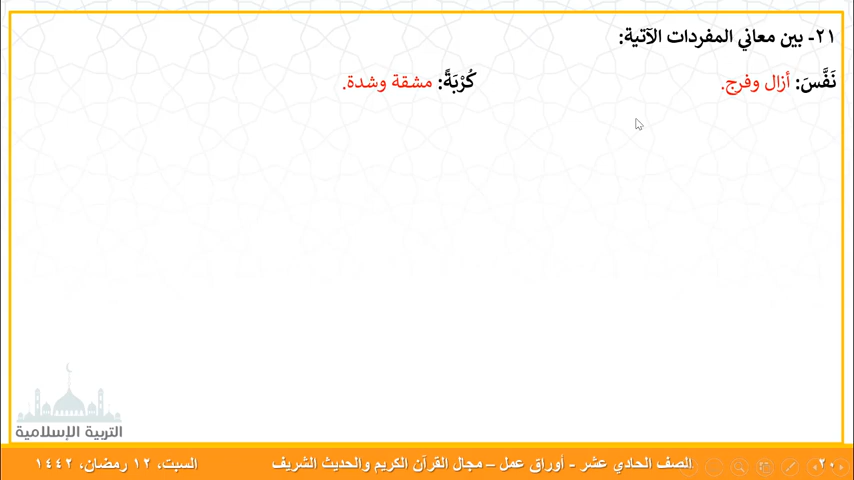 ٢١- بين معاني المفردات الآتية:
نَفَّسَ: أزال وفرج. كُرْبَةً: مشقة وشدة.
التربية الإسلامية
٢٠ الصف الحادي عشر - أوراق عمل – مجال القرآن الكريم والحديث الشريف السبت، ١٢ رمضان، ١٤٤٢